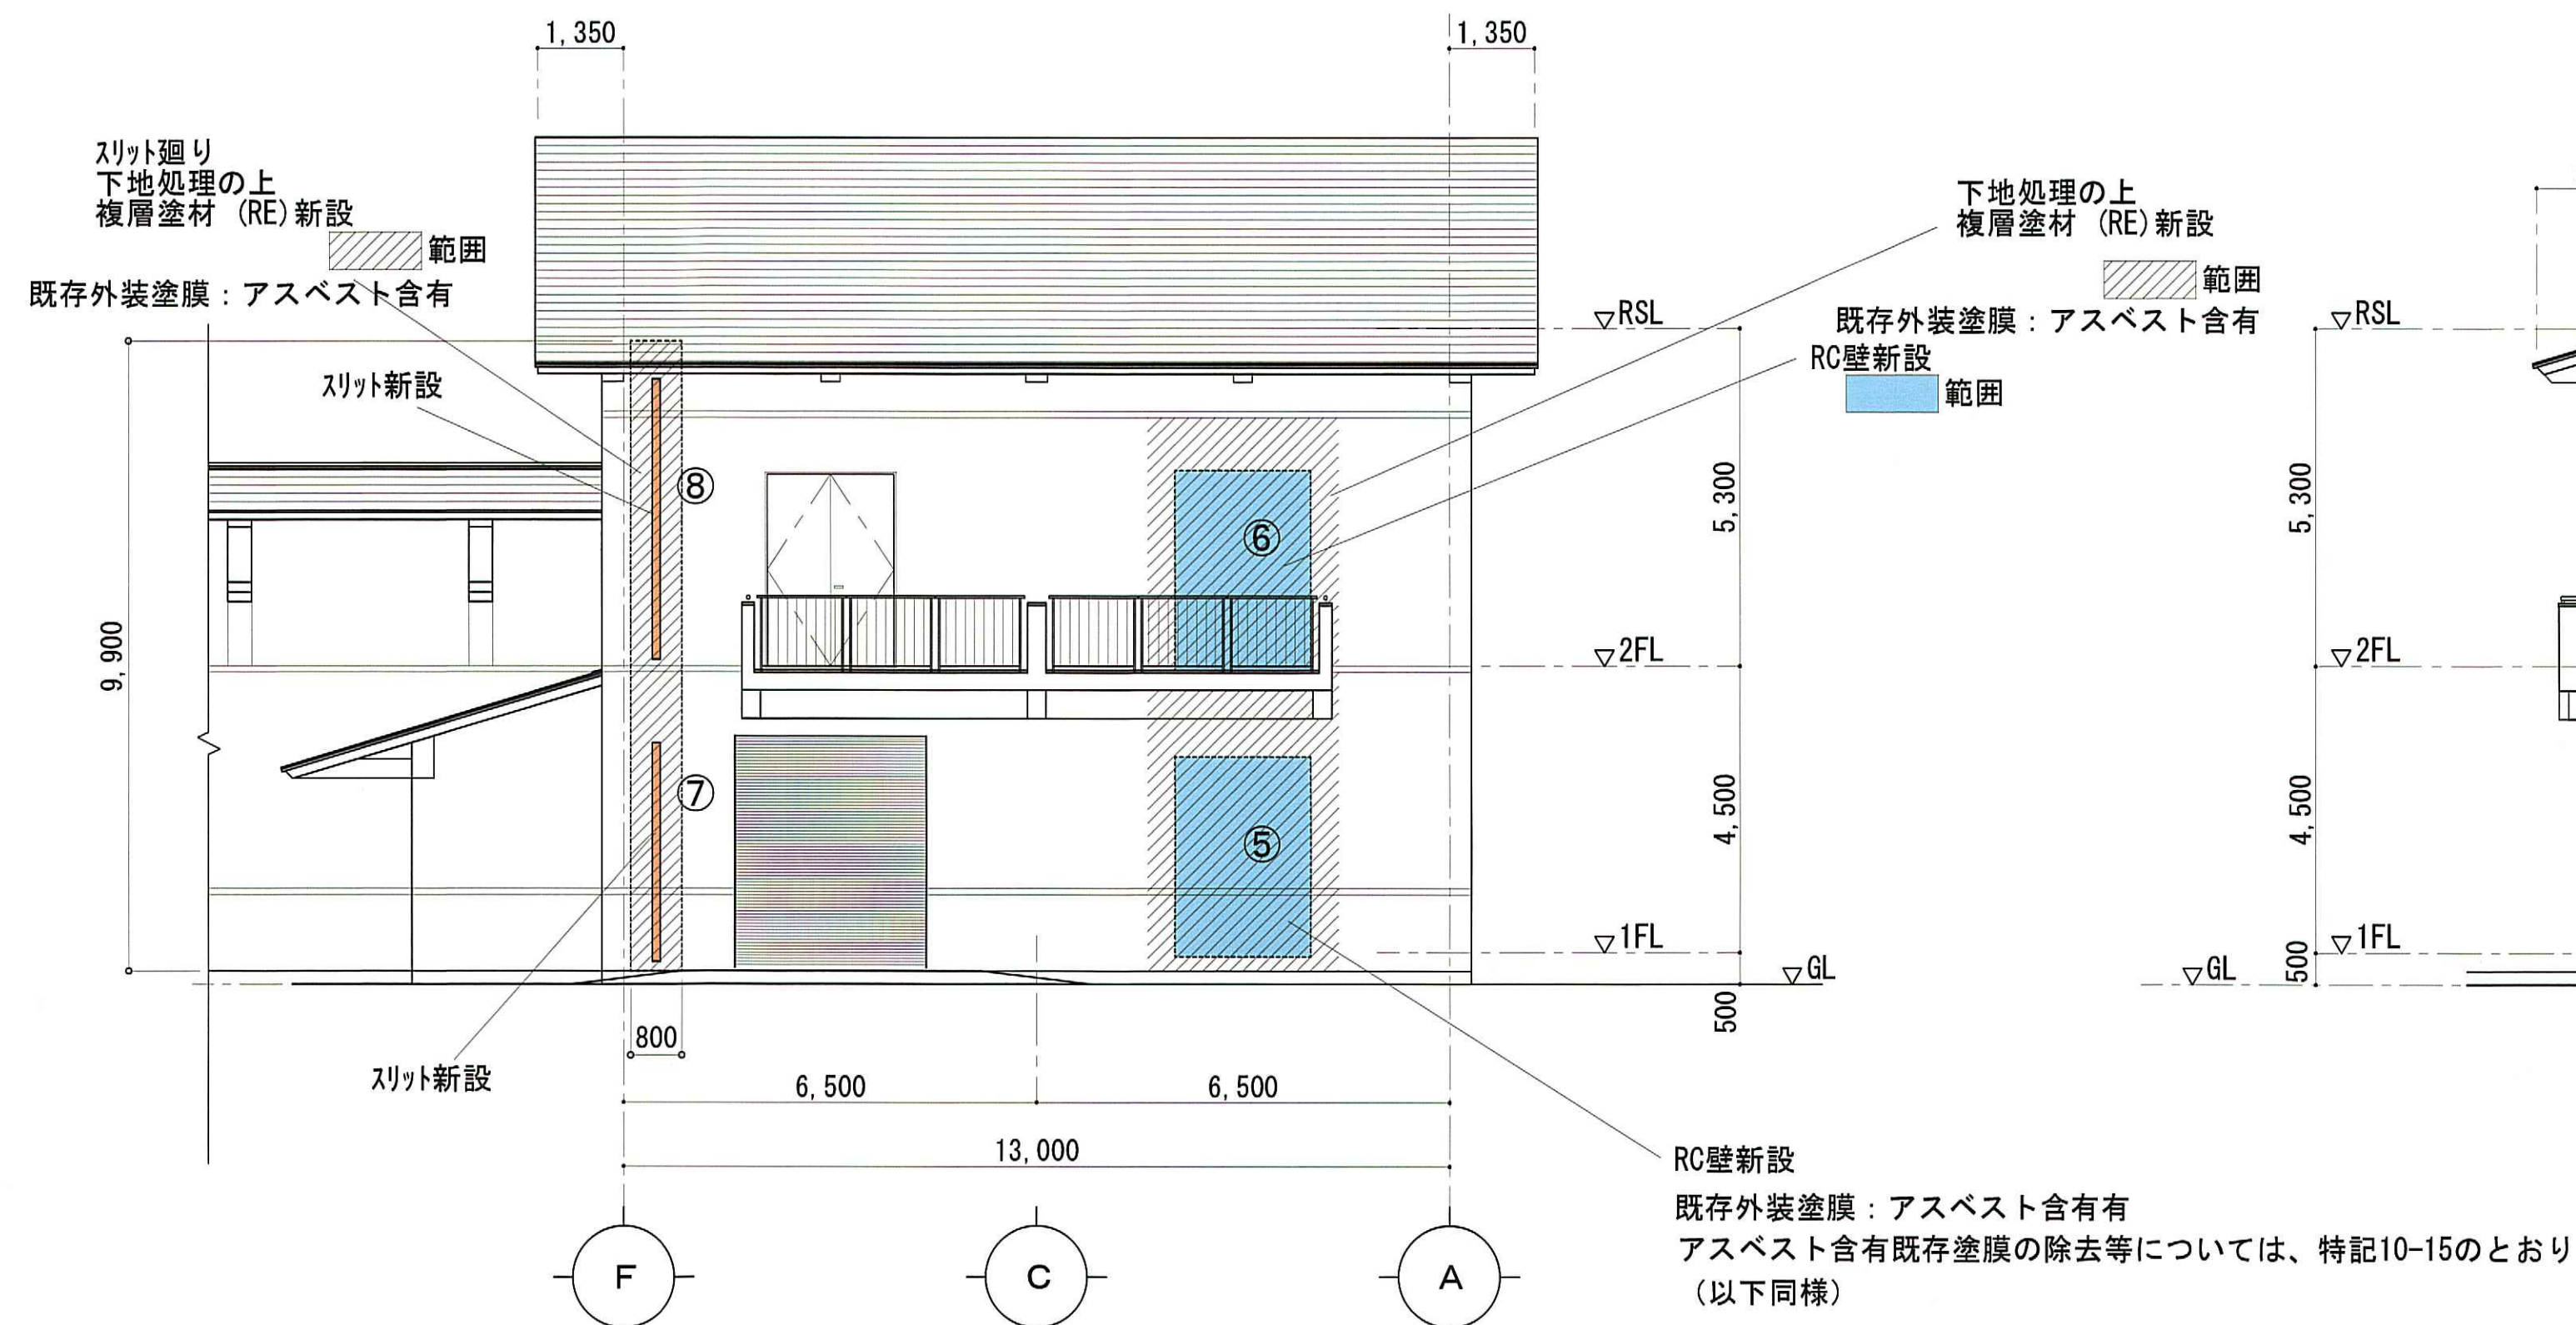 1,350
1,350
スリット廻り
下地処理の上
複層塗材 (RE)新設
範囲
既存外装塗膜：アスベスト含有
スリット新設
下地処理の上
複層塗材 (RE)新設
範囲
既存外装塗膜：アスベスト含有
RC壁新設
範囲
▽RSL
▽RSL
⑧
⑥
5,300
5,300
9,900
▽2FL
▽2FL
⑦
⑤
4,500
4,500
▽1FL
▽1FL
▽GL
▽GL
500
500
800
スリット新設
6,500
6,500
13,000
RC壁新設
既存外装塗膜：アスベスト含有有
アスベスト含有既存塗膜の除去等については、特記10-15のとおり
（以下同様）
F
C
A